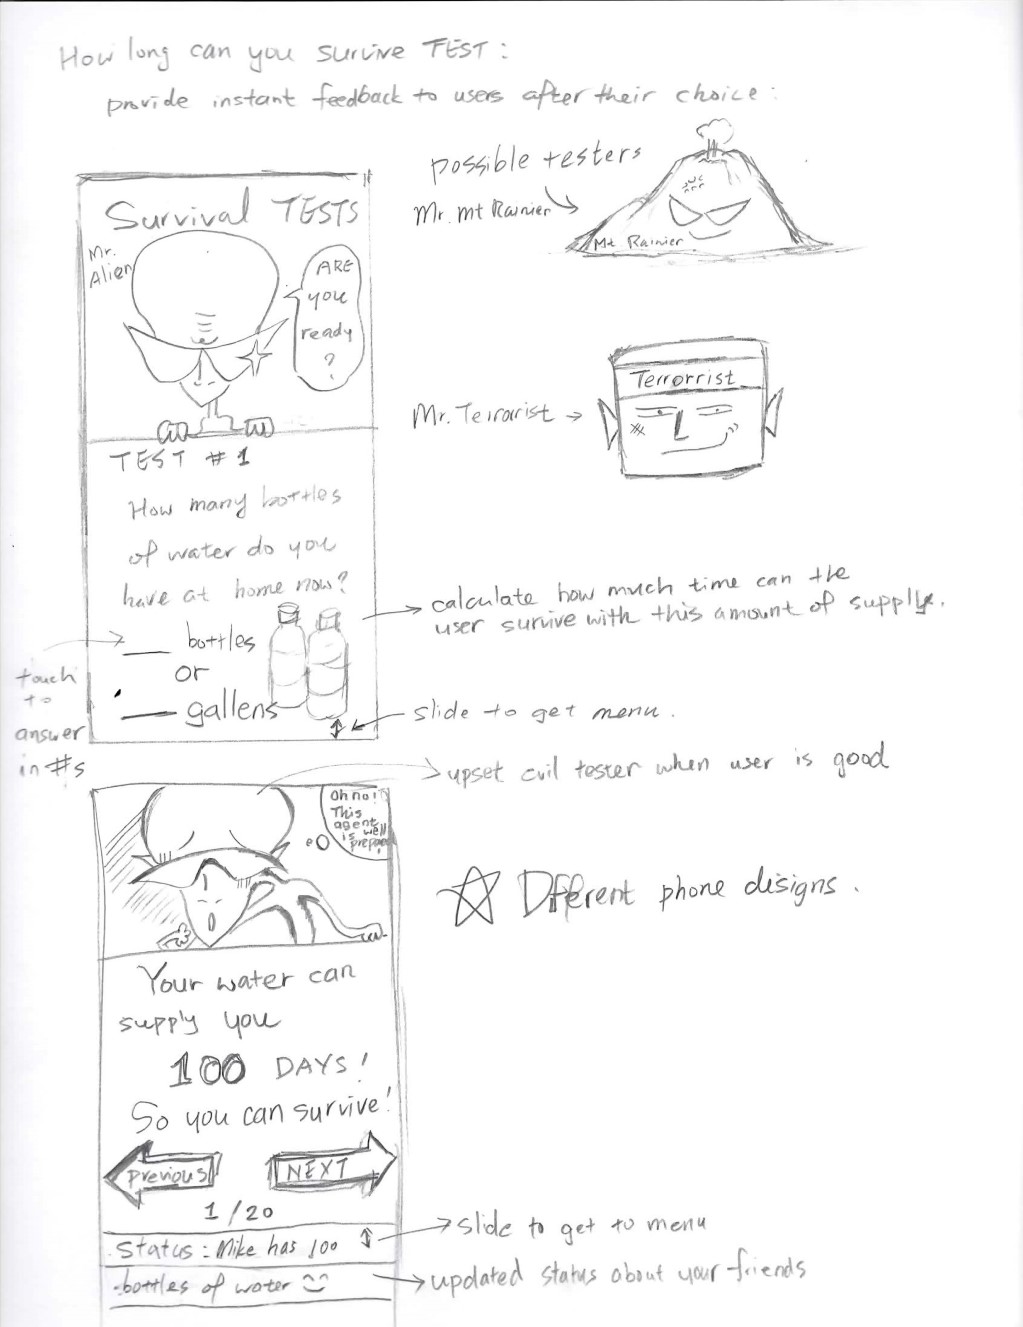 How long can you survive TEST :
provide instant feedback to users after their choice :
possible testers
Mr. mt Rainier
Mt Rainier
Survival TESTS
Mr.
Alien
ARE
you
ready
?
Terrorrist
Mr. Terrorist
TEST #1
How many bottles
of water do you
have at home now?
bottles
or
gallens
calculate how much time can the
user survive with this amount of supply.
touch
to
answer
in #s
slide to get menu.
upset evil tester when user is good
Oh no!
This
agent
is well
prepae
Different phone disigns.
Your water can
supply you
100 DAYS!
So you can survive!
Previous
NEXT
1/20
slide to get to menu
Status : Mike has 100
bottles of water
updated status about your friends